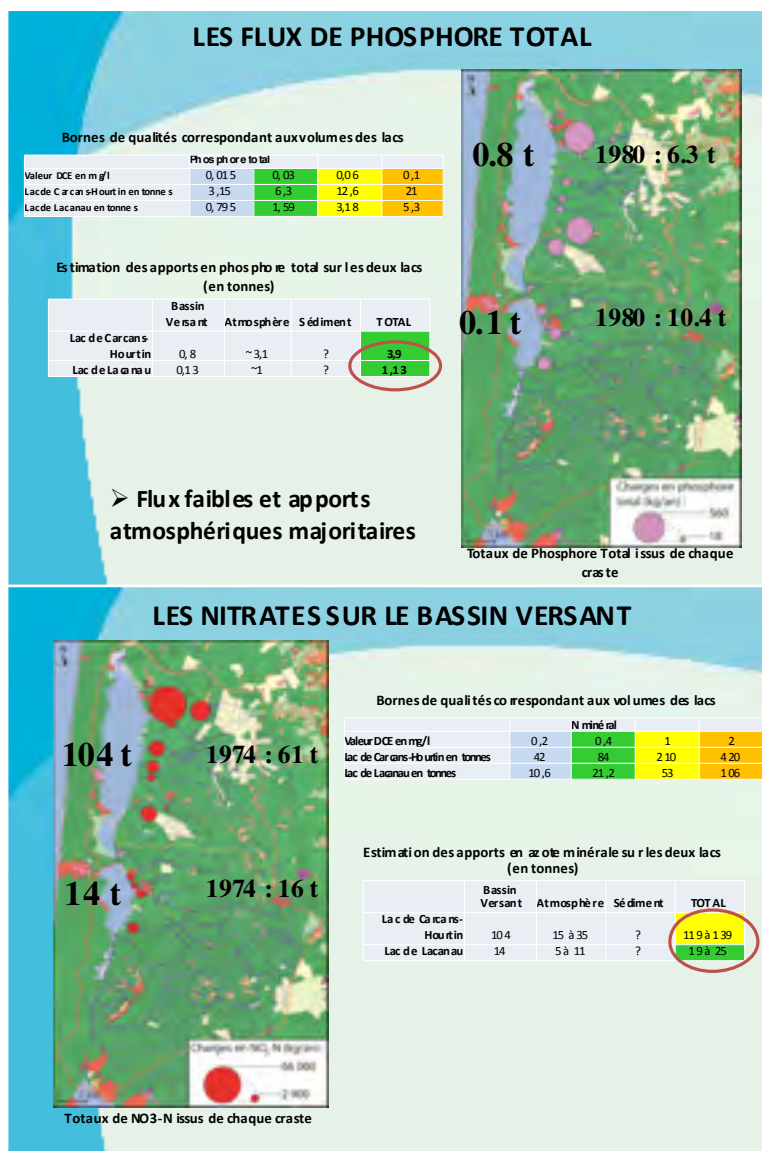 LES FLUX DE PHOSPHORE TOTAL
Bornes de qualités correspondant aux volumes des lacs
Phosphore total
Valeur DCE en mg/l 0,015 0,03 0,06 0,1
Lac de Carcans-Hourtin en tonnes 3,15 6,3 12,6 21
Lac de Lacanau en tonnes 0,795 1,59 3,18 5,3
Estimation des apports en phosphore total sur les deux lacs
(en tonnes)
Bassin
Versant Atmosphère Sédiment TOTAL
Lac de Carcans-
Hourtin 0,8 ~3,1 ? 3,9
Lac de Lacanau 0,13 ~1 ? 1,13
➢ Flux faibles et apports
atmosphériques majoritaires
0.8 t 1980 : 6.3 t
0.1 t 1980 : 10.4 t
Charges en phosphore
total (kg/an)
560
18
Totaux de Phosphore Total issus de chaque
craste
LES NITRATES SUR LE BASSIN VERSANT
104 t 1974 : 61 t
14 t 1974 : 16 t
Charges en NO3 N (kg/an)
66 000
2 900
Totaux de NO3-N issus de chaque craste
Bornes de qualités correspondant aux volumes des lacs
N minéral
Valeur DCE en mg/l 0,2 0,4 1 2
lac de Carcans-Hourtin en tonnes 42 84 210 420
lac de Lacanau en tonnes 10,6 21,2 53 106
Estimation des apports en azote minérale sur les deux lacs
(en tonnes)
Bassin
Versant Atmosphère Sédiment TOTAL
Lac de Carcans-
Hourtin 104 15 à 35 ? 119 à 139
Lac de Lacanau 14 5 à 11 ? 19 à 25